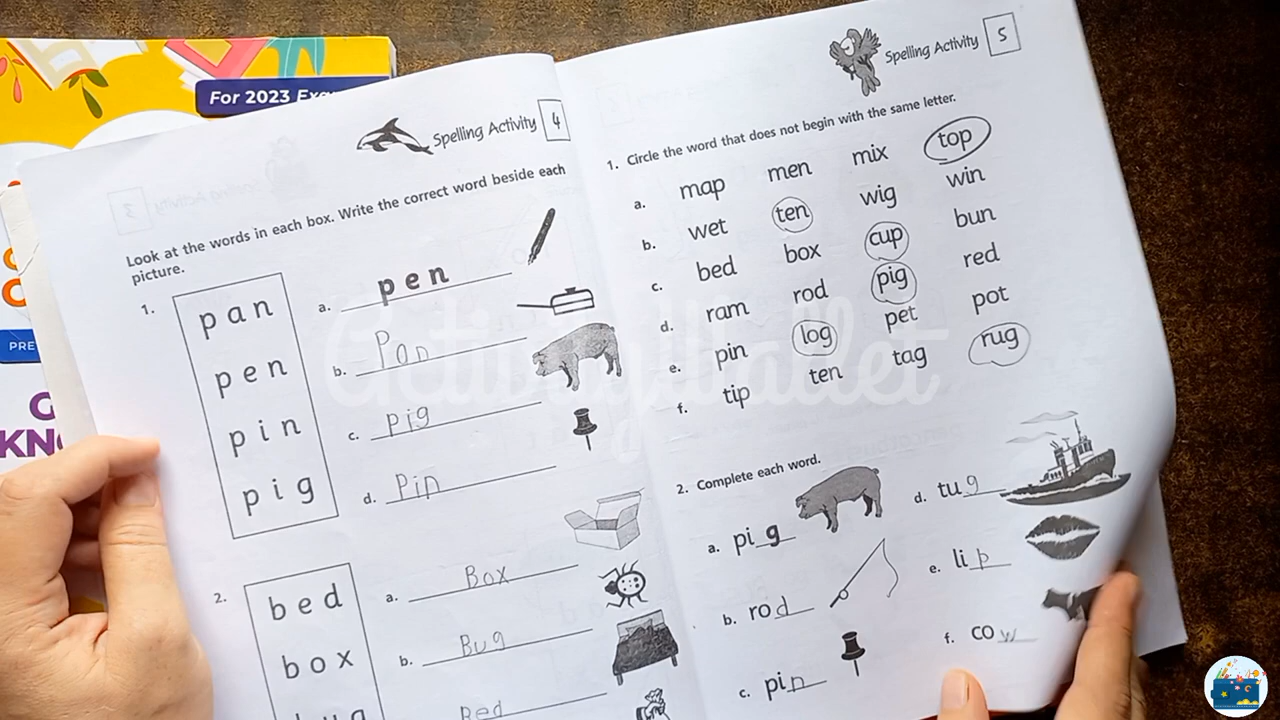 For 2023
PRE
G
KN
Spelling Activity 4
Look at the words in each box. Write the correct word beside each
picture.
1.
pan
pen
pin
pig
a. pen
b. Pan
c. pig
d. Pin
2.
bed
box
a. Box
b. Bug
Bed
Spelling Activity 5
1. Circle the word that does not begin with the same letter.
a. map men mix top
b. wet ten wig win
c. bed box cup bun
d. ram rod pig red
e. pin log pet pot
f. tip ten tag rug
2. Complete each word.
a. pig
b. rod
c. pin
d. tug
e. lip
f. cow